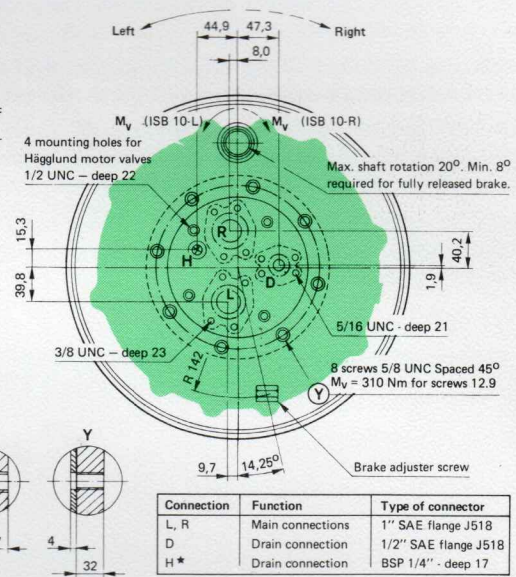 44,9
47,3
Left
Right
8,0
Mv (ISB 10-L)
Mv (ISB 10-R)
4 mounting holes for
Hägglund motor valves
1/2 UNC – deep 22
Max. shaft rotation 20°. Min. 8°
required for fully released brake.
15,3
39,8
R
H
D
L
40,2
1,9
5/16 UNC - deep 21
3/8 UNC – deep 23
R 142
8 screws 5/8 UNC Spaced 45°
Mv = 310 Nm for screws 12.9
Y
Y
9,7
14,25°
Brake adjuster screw
4
32
Connection Function Type of connector
L, R Main connections 1" SAE flange J518
D Drain connection 1/2" SAE flange J518
H* Drain connection BSP 1/4" - deep 17